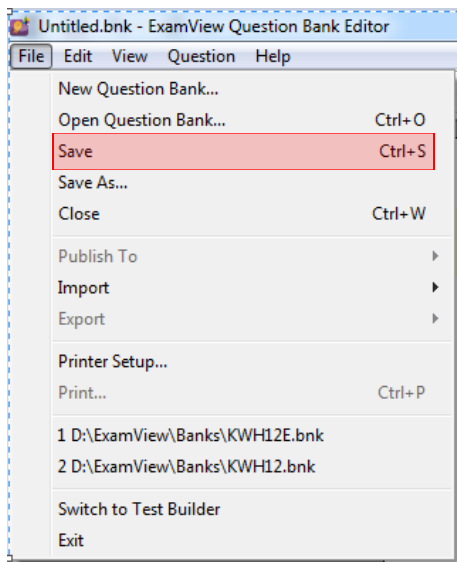 Untitled.bnk - ExamView Question Bank Editor
File Edit View Question Help
New Question Bank...
Open Question Bank... Ctrl+O
Save Ctrl+S
Save As...
Close Ctrl+W
Publish To
Import
Export
Printer Setup...
Print... Ctrl+P
1 D:\ExamView\Banks\KWH12E.bnk
2 D:\ExamView\Banks\KWH12.bnk
Switch to Test Builder
Exit